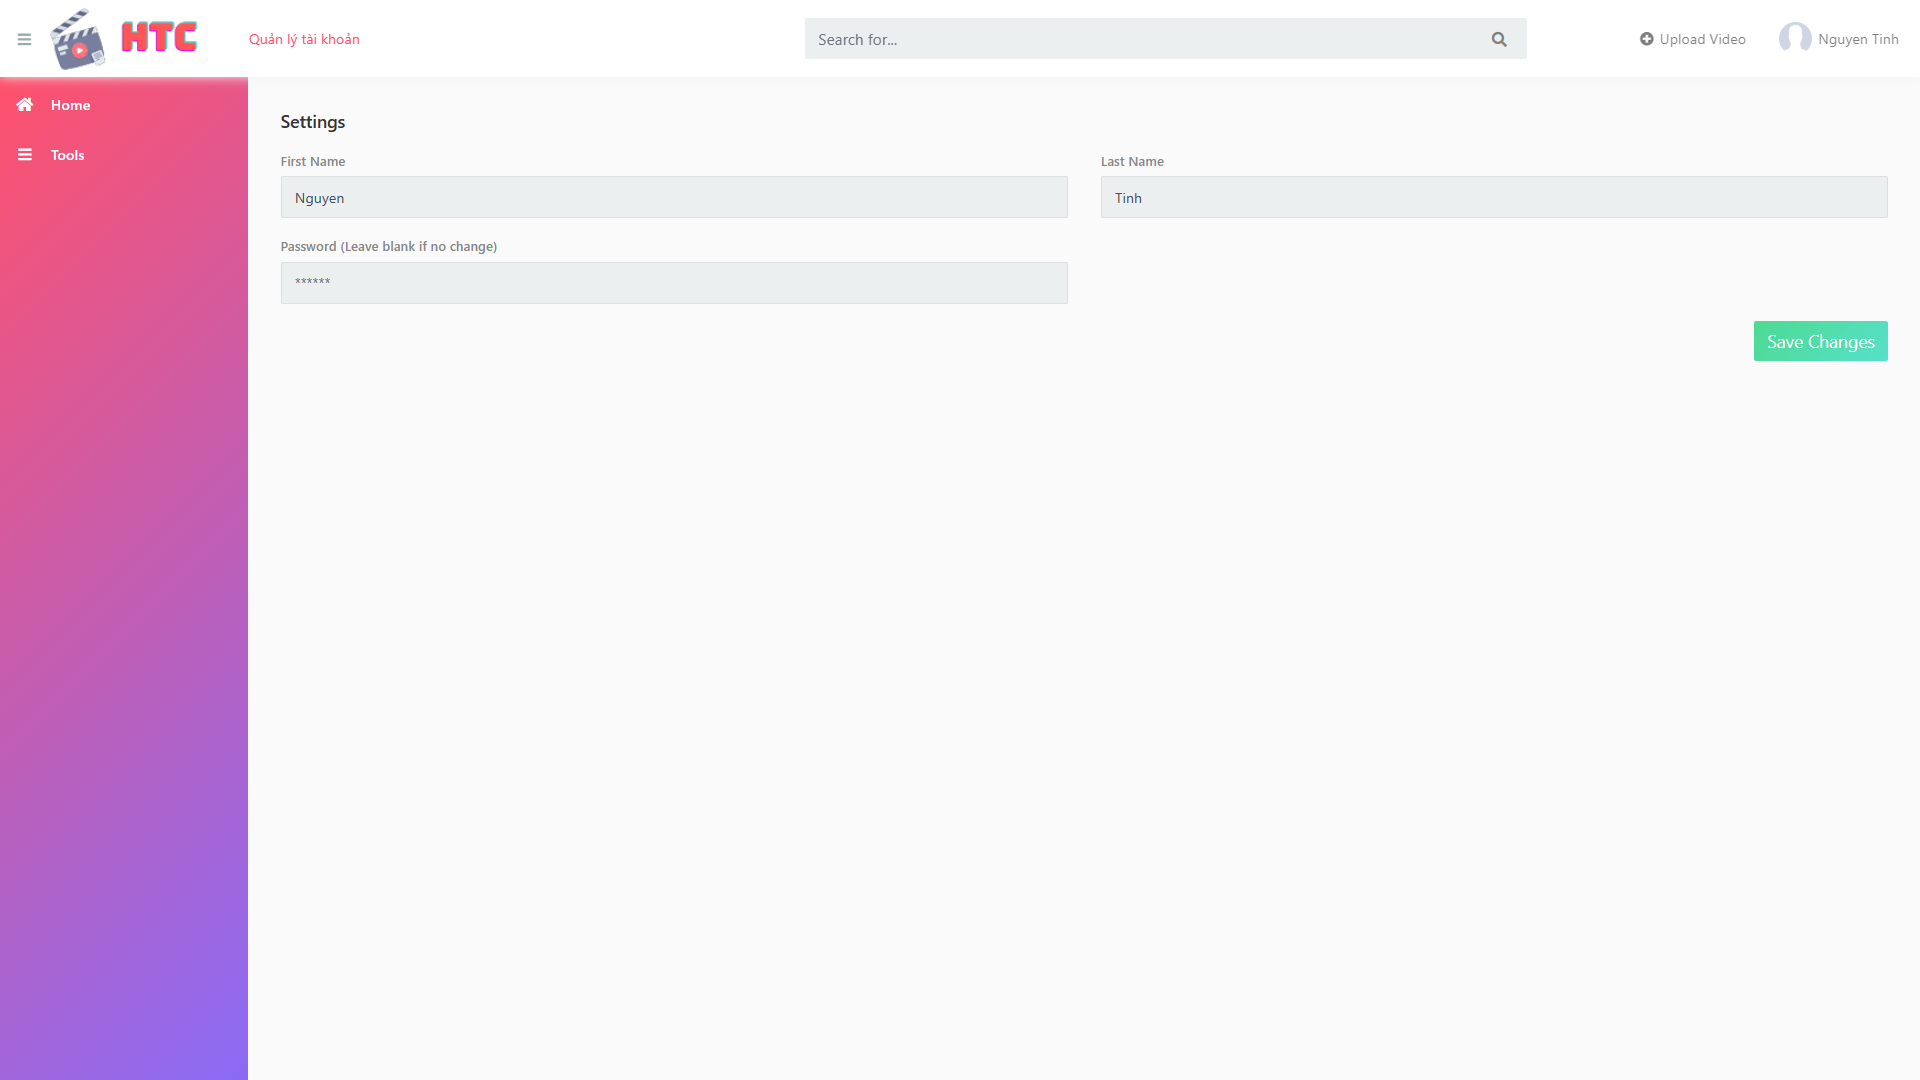 HTC
Quản lý tài khoản
Search for...
Upload Video
Nguyen Tinh
Home
Tools
Settings
First Name
Last Name
Nguyen
Tinh
Password (Leave blank if no change)
******
Save Changes